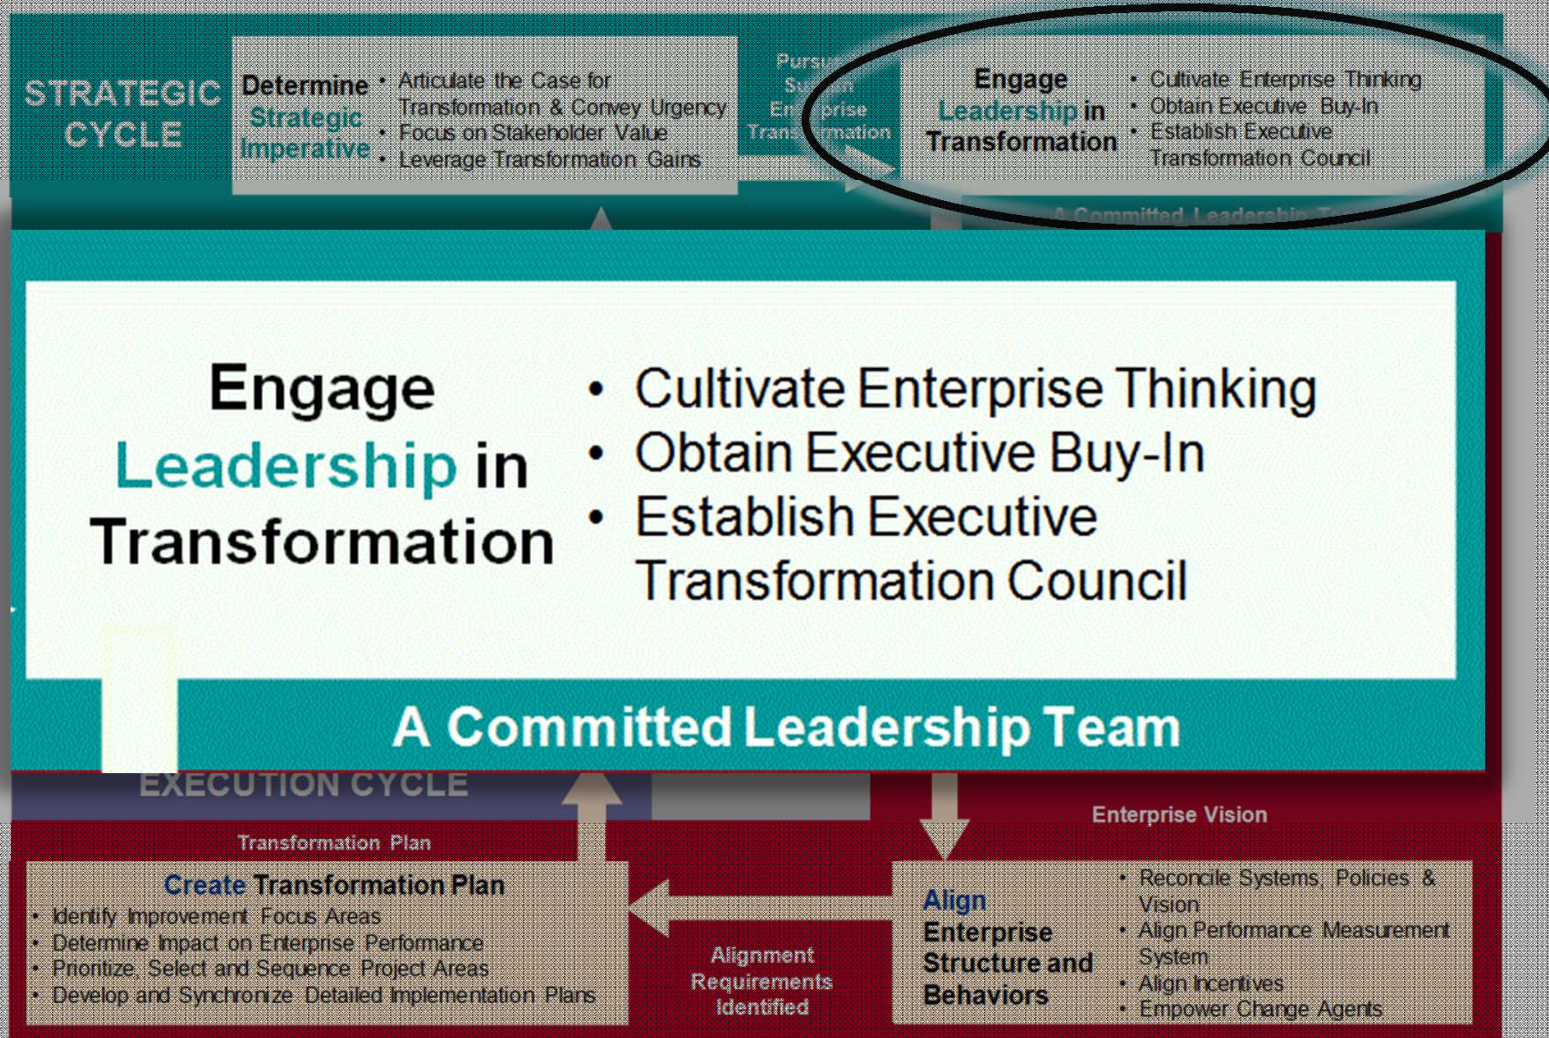 STRATEGIC
CYCLE
Determine
Strategic
Imperative
• Articulate the Case for
Transformation & Convey Urgency
• Focus on Stakeholder Value
• Leverage Transformation Gains
Enterprise
Transformation
Engage
Leadership in
Transformation
• Cultivate Enterprise Thinking
• Obtain Executive Buy-In
• Establish Executive
Transformation Council
A Committed Leadership
Engage
Leadership in
Transformation
• Cultivate Enterprise Thinking
• Obtain Executive Buy-In
• Establish Executive
Transformation Council
A Committed Leadership Team
EXECUTION CYCLE
Transformation Plan
Enterprise Vision
Create Transformation Plan
• Identify Improvement Focus Areas
• Determine Impact on Enterprise Performance
• Prioritize, Select and Sequence Project Areas
• Develop and Synchronize Detailed Implementation Plans
Alignment
Requirements
Identified
Align
Enterprise
Structure and
Behaviors
• Reconcile Systems, Policies &
Vision
• Align Performance Measurement
System
• Align Incentives
• Empower Change Agents